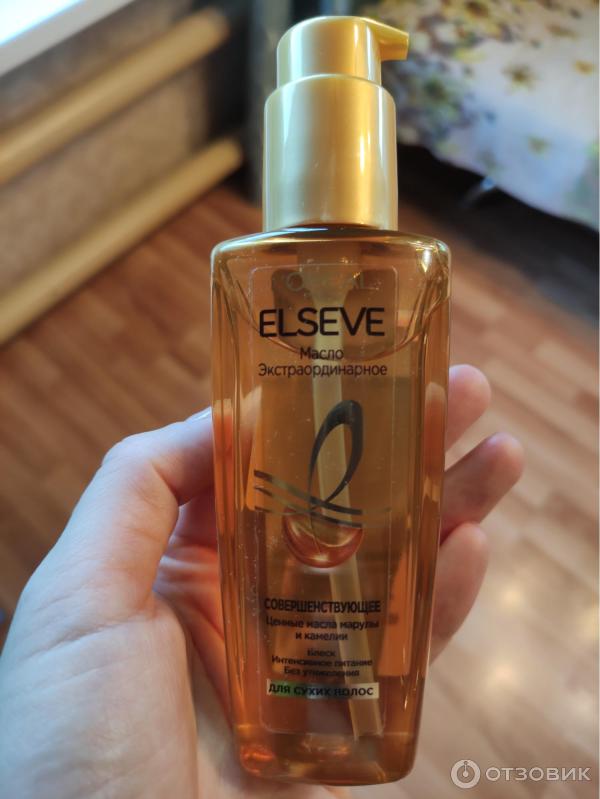 L'ORÉAL
ELSEVE
Масло
Экстраординарное
СОВЕРШЕНСТВУЮЩЕЕ
Ценные масла марулы
и камелии
Блеск
Интенсивное питание
Без утяжеления
ДЛЯ СУХИХ ВОЛОС
ОТЗОВИК